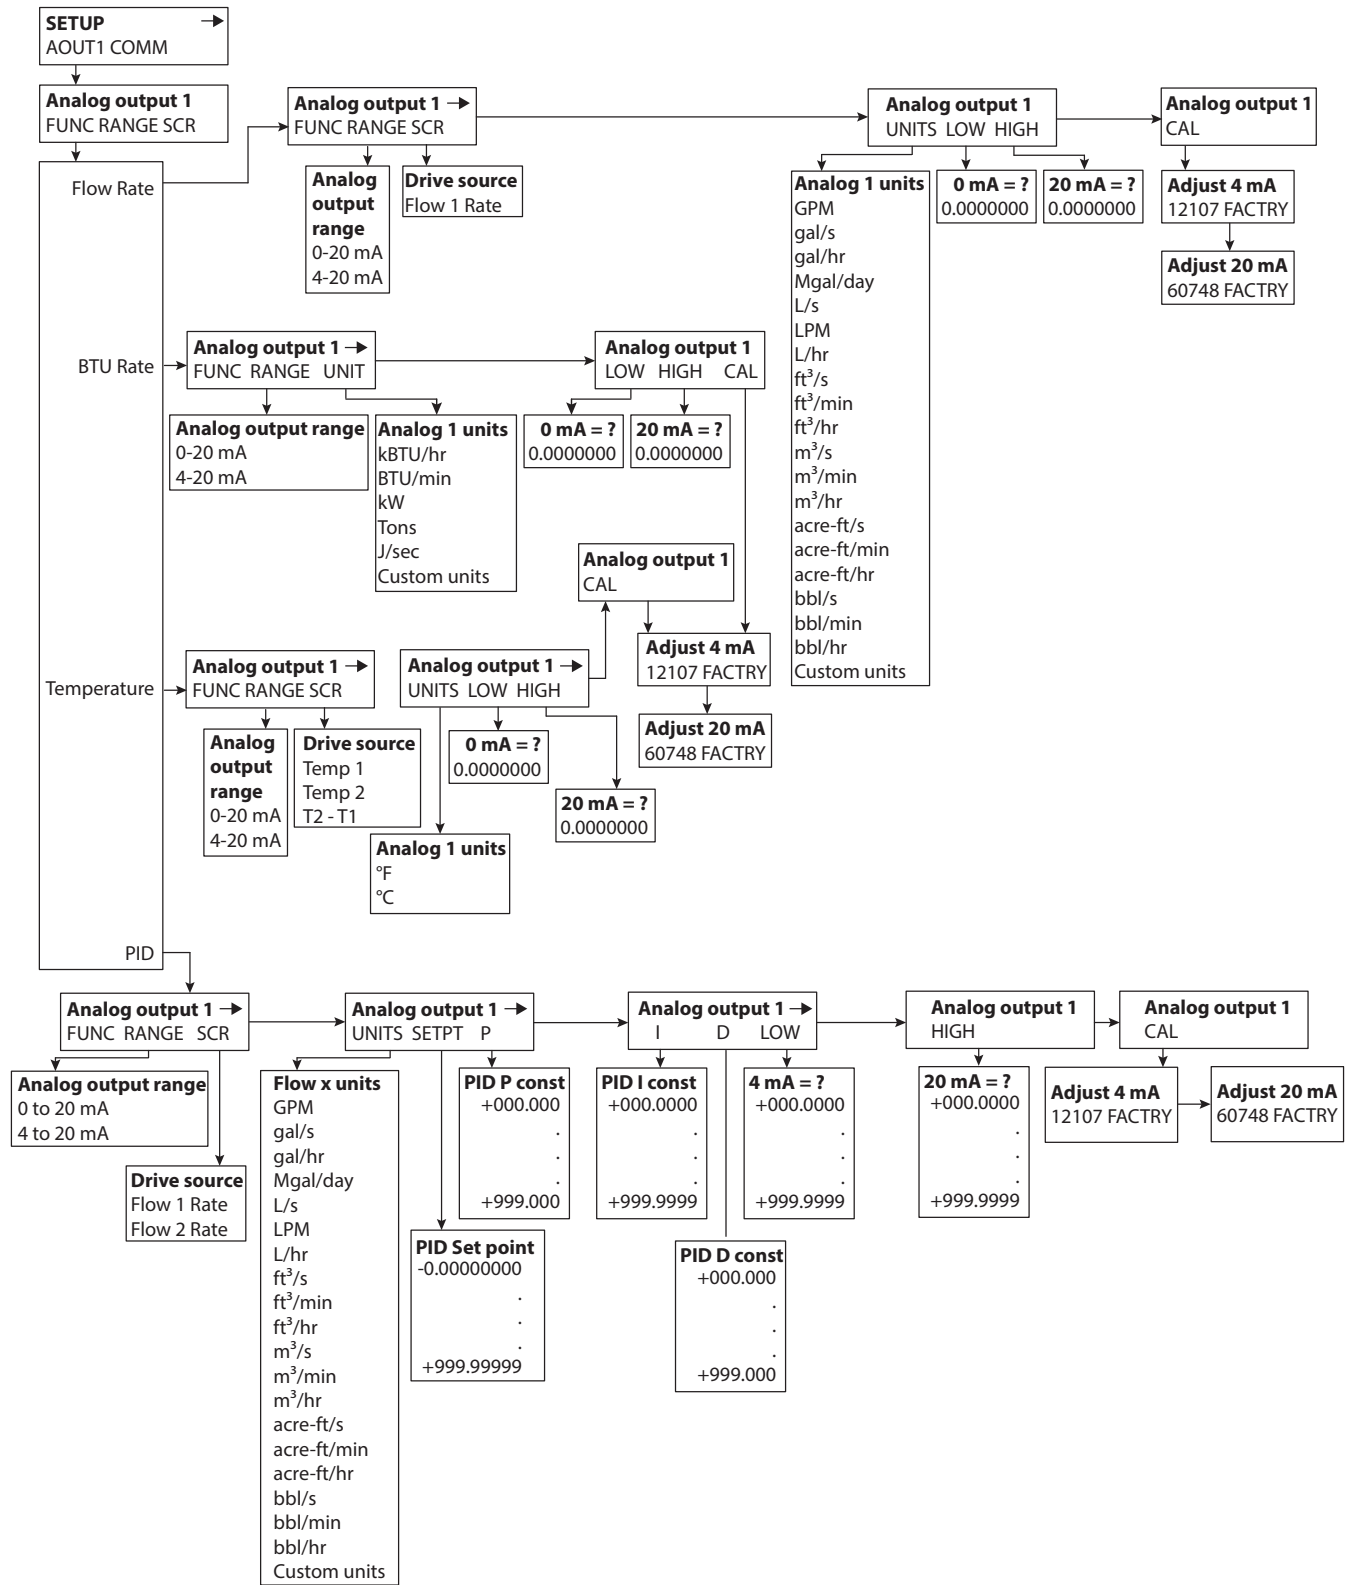 SETUP →
AOUT1 COMM
Analog output 1
FUNC RANGE SCR
Flow Rate
BTU Rate
Temperature
PID
Analog output 1 →
FUNC RANGE SCR
Analog
output
range
0-20 mA
4-20 mA
Drive source
Flow 1 Rate
Analog output 1
UNITS LOW HIGH
Analog 1 units
GPM
gal/s
gal/hr
Mgal/day
L/s
LPM
L/hr
ft³/s
ft³/min
ft³/hr
m³/s
m³/min
m³/hr
acre-ft/s
acre-ft/min
acre-ft/hr
bbl/s
bbl/min
bbl/hr
Custom units
0 mA = ?
0.0000000
20 mA = ?
0.0000000
Analog output 1
CAL
Adjust 4 mA
12107 FACTRY
Adjust 20 mA
60748 FACTRY
Analog output 1 →
FUNC RANGE UNIT
Analog output range
0-20 mA
4-20 mA
Analog 1 units
kBTU/hr
BTU/min
kW
Tons
J/sec
Custom units
Analog output 1
LOW HIGH CAL
0 mA = ?
0.0000000
20 mA = ?
0.0000000
Analog output 1 →
FUNC RANGE SCR
Analog
output
range
0-20 mA
4-20 mA
Drive source
Temp 1
Temp 2
T2 - T1
Analog output 1 →
UNITS LOW HIGH
Analog 1 units
°F
°C
0 mA = ?
0.0000000
20 mA = ?
0.0000000
Analog output 1
CAL
Adjust 4 mA
12107 FACTRY
Adjust 20 mA
60748 FACTRY
Analog output 1 →
FUNC RANGE SCR
Analog output range
0 to 20 mA
4 to 20 mA
Drive source
Flow 1 Rate
Flow 2 Rate
Analog output 1 →
UNITS SETPT P
Flow x units
GPM
gal/s
gal/hr
Mgal/day
L/s
LPM
L/hr
ft³/s
ft³/min
ft³/hr
m³/s
m³/min
m³/hr
acre-ft/s
acre-ft/min
acre-ft/hr
bbl/s
bbl/min
bbl/hr
Custom units
PID Set point
-0.00000000
.
.
.
+999.99999
PID P const
+000.000
.
.
.
+999.000
Analog output 1 →
I D LOW
PID I const
+000.0000
.
.
.
+999.9999
PID D const
+000.000
.
.
.
+999.000
4 mA = ?
+000.0000
.
.
.
+999.9999
Analog output 1
HIGH
20 mA = ?
+000.0000
.
.
.
+999.9999
Analog output 1
CAL
Adjust 4 mA
12107 FACTRY
Adjust 20 mA
60748 FACTRY